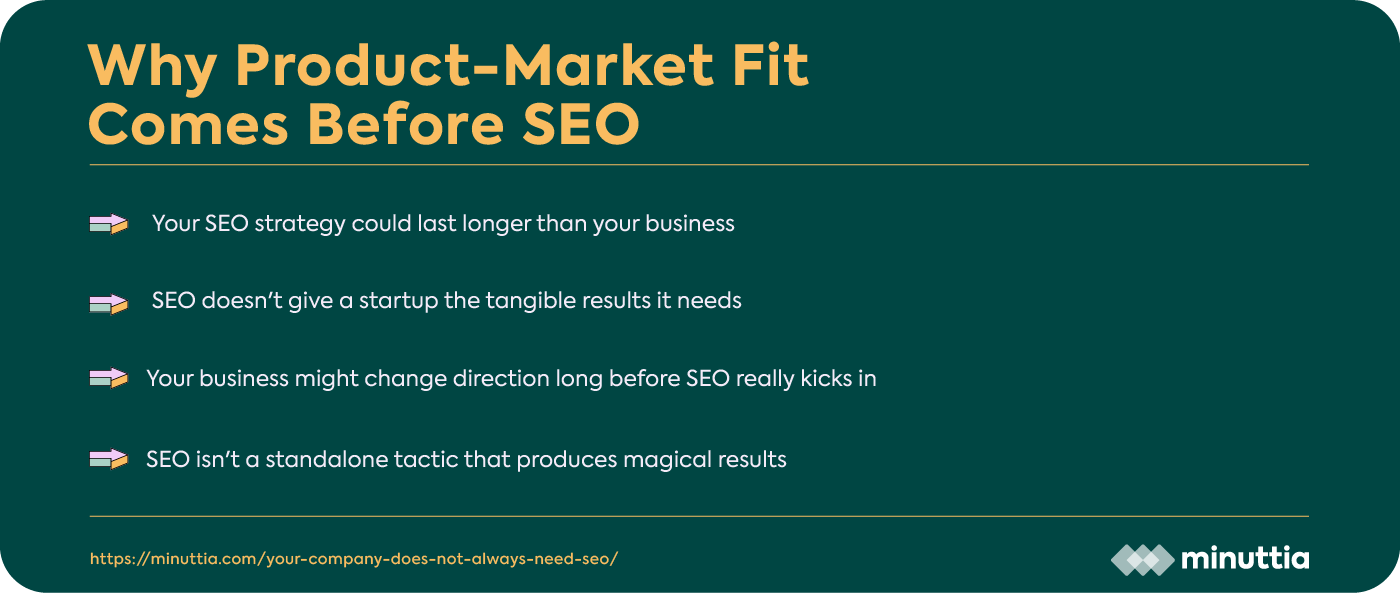 Why Product-Market Fit
Comes Before SEO
Your SEO strategy could last longer than your business
SEO doesn't give a startup the tangible results it needs
Your business might change direction long before SEO really kicks in
SEO isn't a standalone tactic that produces magical results
https://minuttia.com/your-company-does-not-always-need-seo/
minuttia